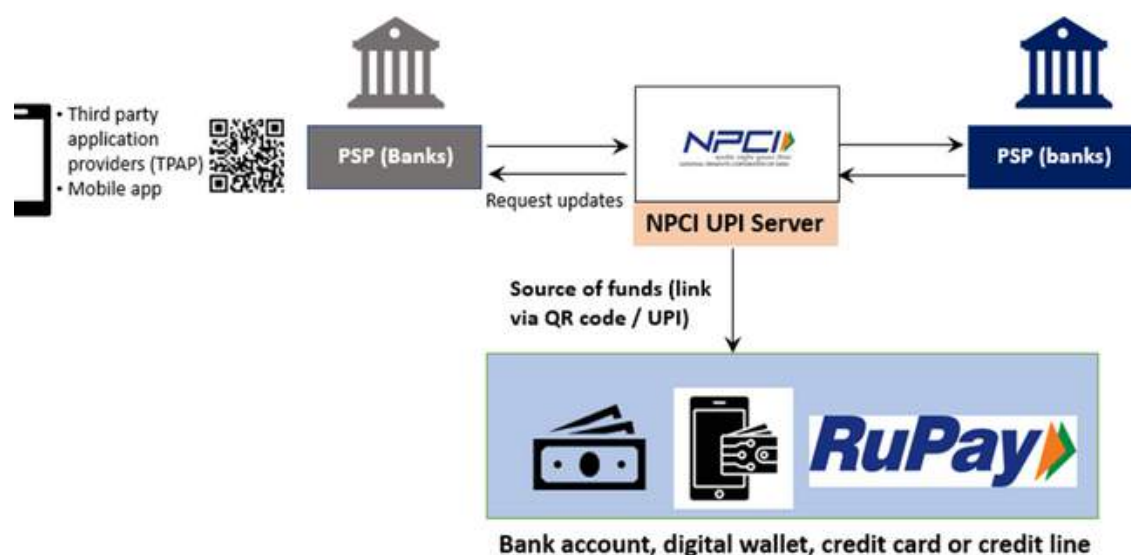 • Third party
application
providers (TPAP)
• Mobile app
PSP (Banks)
Request updates
NPCI
NPCI UPI Server
PSP (banks)
Source of funds (link
via QR code / UPI)
RuPay
Bank account, digital wallet, credit card or credit line